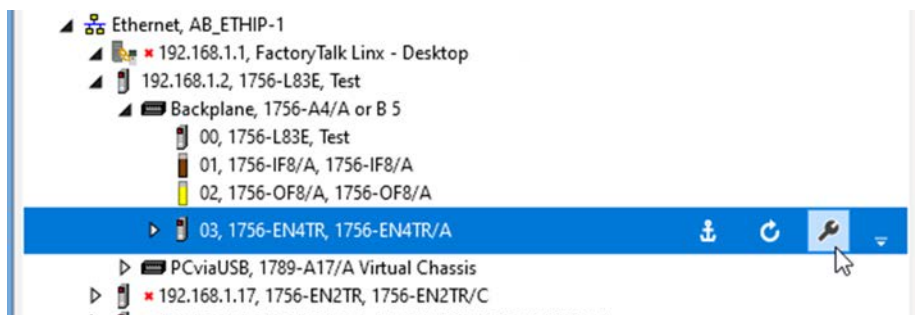 Ethernet, AB_ETHIP-1
192.168.1.1, FactoryTalk Linx - Desktop
192.168.1.2, 1756-L83E, Test
Backplane, 1756-A4/A or B 5
00, 1756-L83E, Test
01, 1756-IF8/A, 1756-IF8/A
02, 1756-OF8/A, 1756-OF8/A
03, 1756-EN4TR, 1756-EN4TR/A
PCviaUSB, 1789-A17/A Virtual Chassis
192.168.1.17, 1756-EN2TR, 1756-EN2TR/C